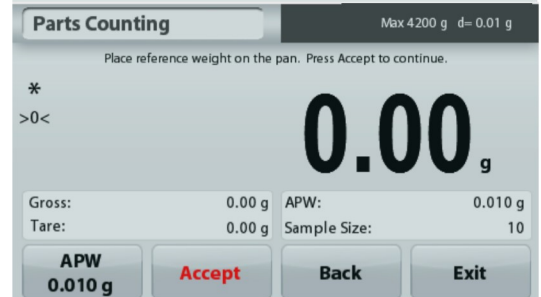 Parts Counting
Max 4200 g d= 0.01 g
Place reference weight on the pan. Press Accept to continue.
*
>0<
0.00 g
Gross: 0.00 g
Tare: 0.00 g
APW: 0.010 g
Sample Size: 10
APW
0.010 g
Accept
Back
Exit